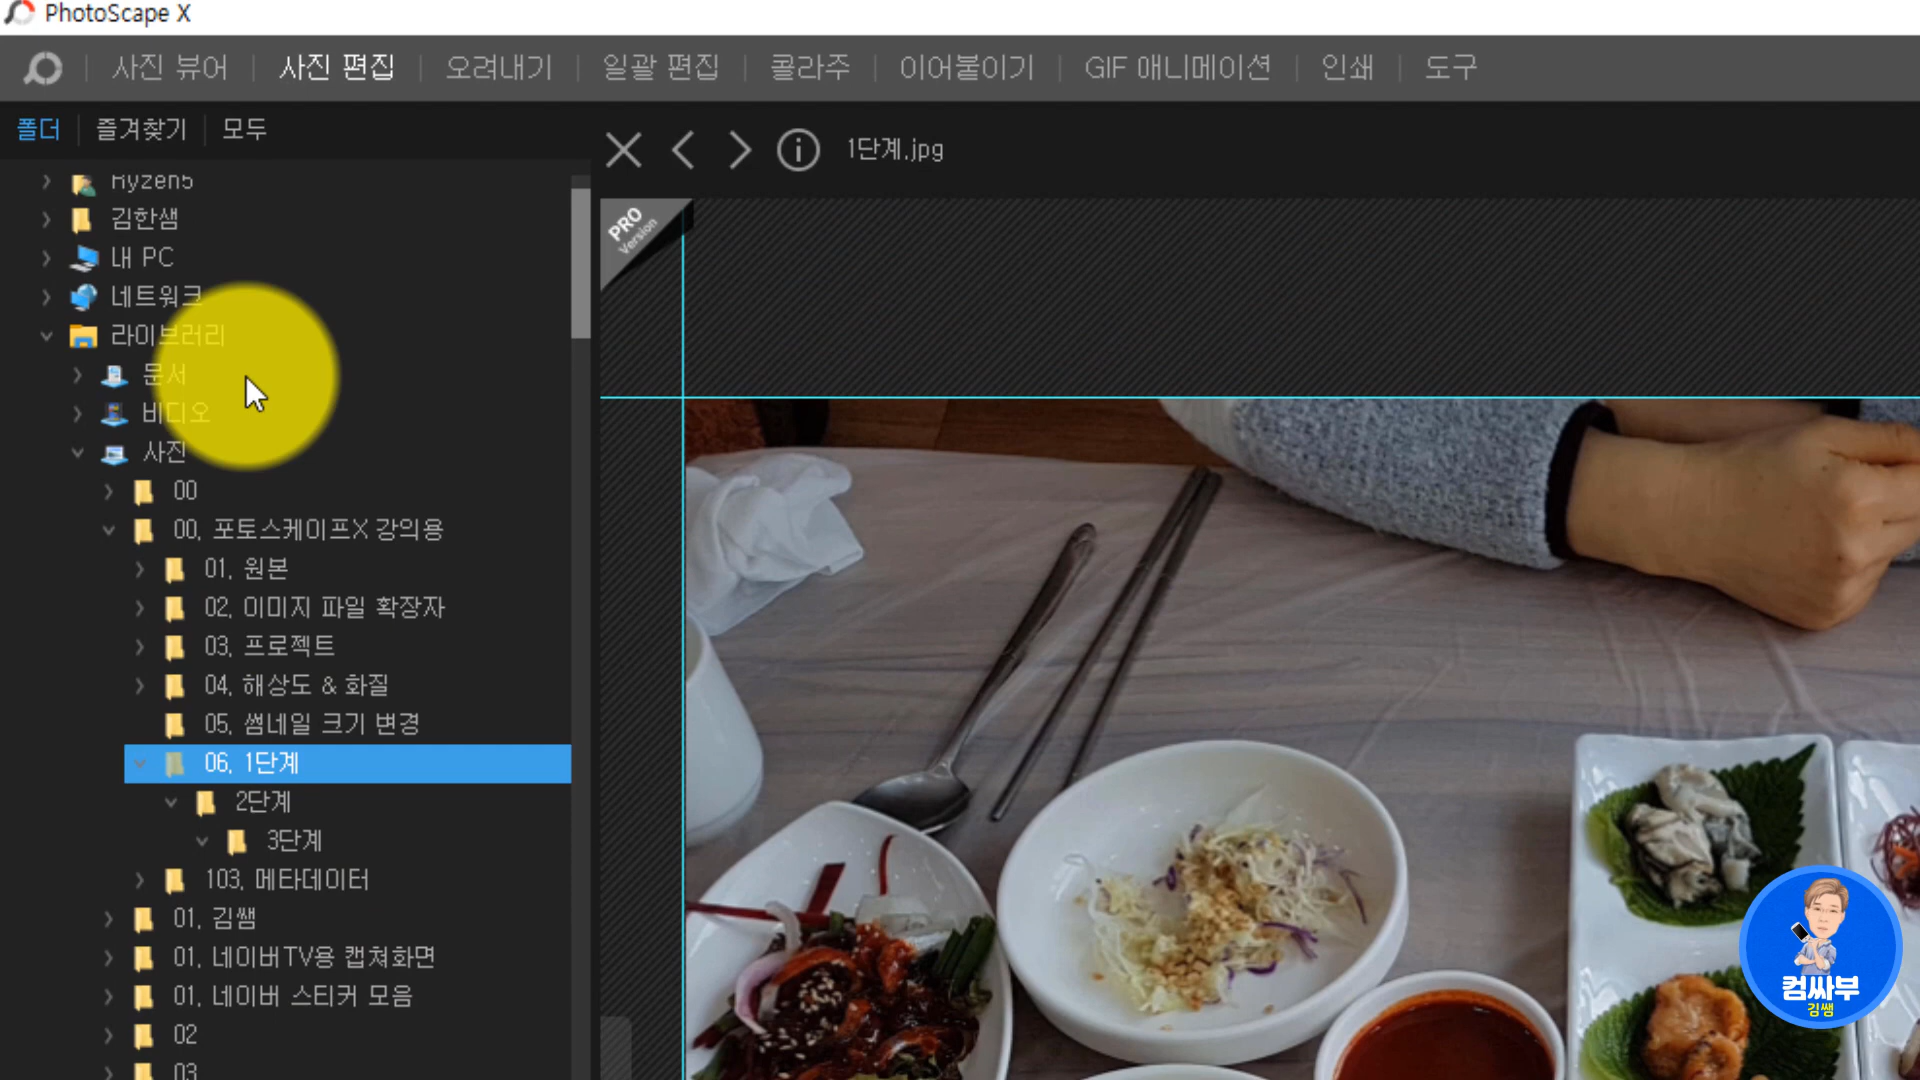 PhotoScape X
사진 뷰어 사진 편집 오려내기 일괄 편집 콜라주 이어붙이기 GIF 애니메이션 인쇄 도구
폴더 즐겨찾기 모두
1단계.jpg
PRO
Version
Ryzen5
김한샘
내 PC
네트워크
라이브러리
문서
비디오
사진
00
00. 포토스케이프X 강의용
01. 원본
02. 이미지 파일 확장자
03. 프로젝트
04. 해상도 & 화질
05. 썸네일 크기 변경
06. 1단계
2단계
3단계
103. 메타데이터
01. 김쌤
01. 네이버TV용 캡쳐화면
01. 네이버 스티커 모음
02
03
컴싸부
김쌤